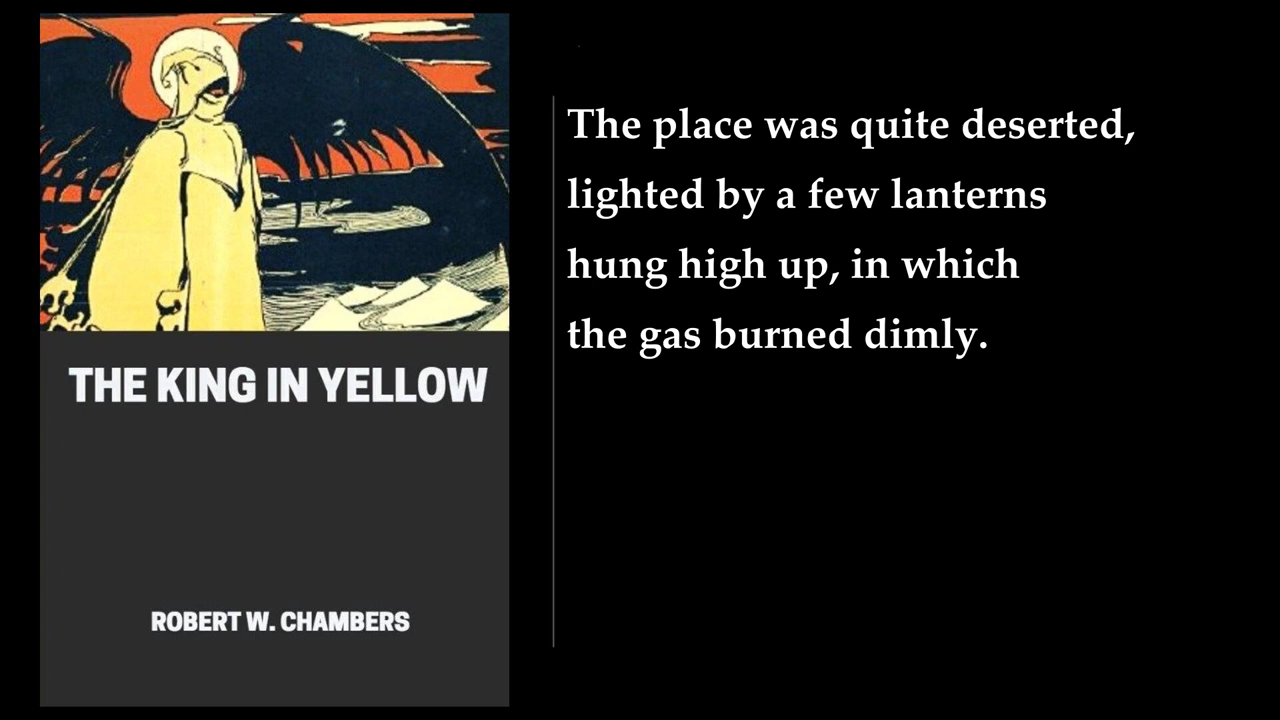 THE KING IN YELLOW
ROBERT W. CHAMBERS
The place was quite deserted,
lighted by a few lanterns
hung high up, in which
the gas burned dimly.